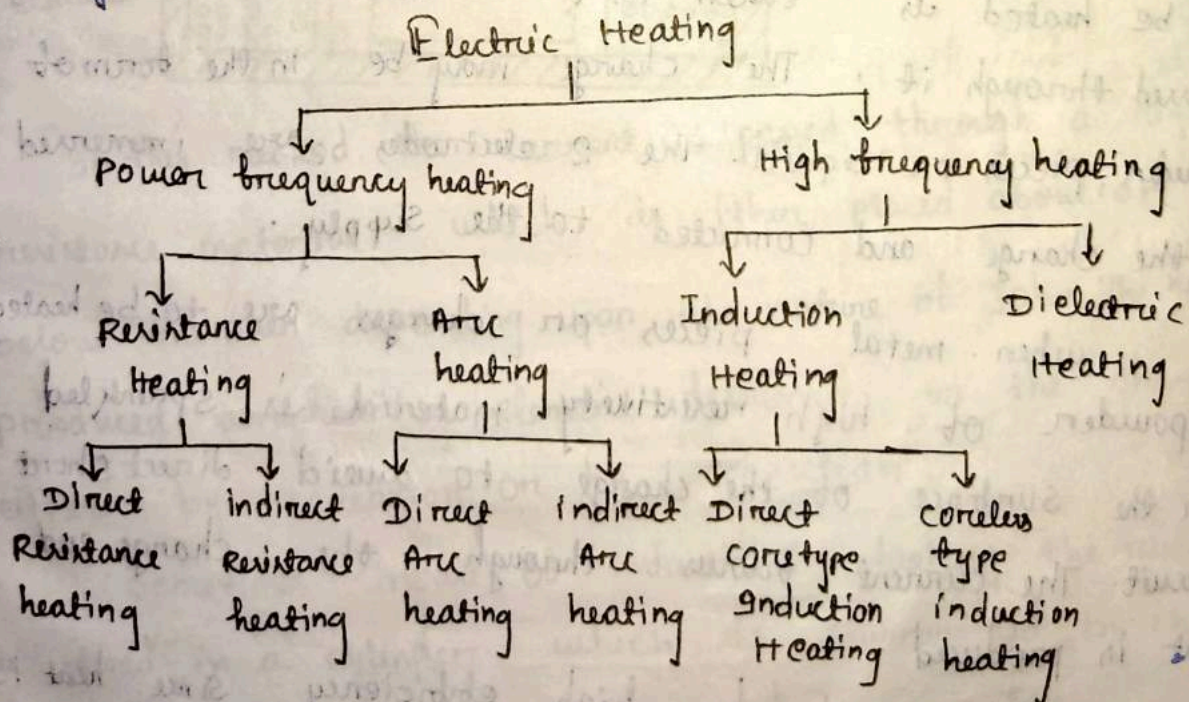 Electric Heating
Power frequency heating
High frequency heating
Resistance
Heating
Arc
heating
Induction
Heating
Dielectric
Heating
Direct
Resistance
heating
indirect
Resistance
heating
Direct
Arc
heating
indirect
Arc
heating
Direct
core type
Induction
Heating
coreless
type
induction
heating